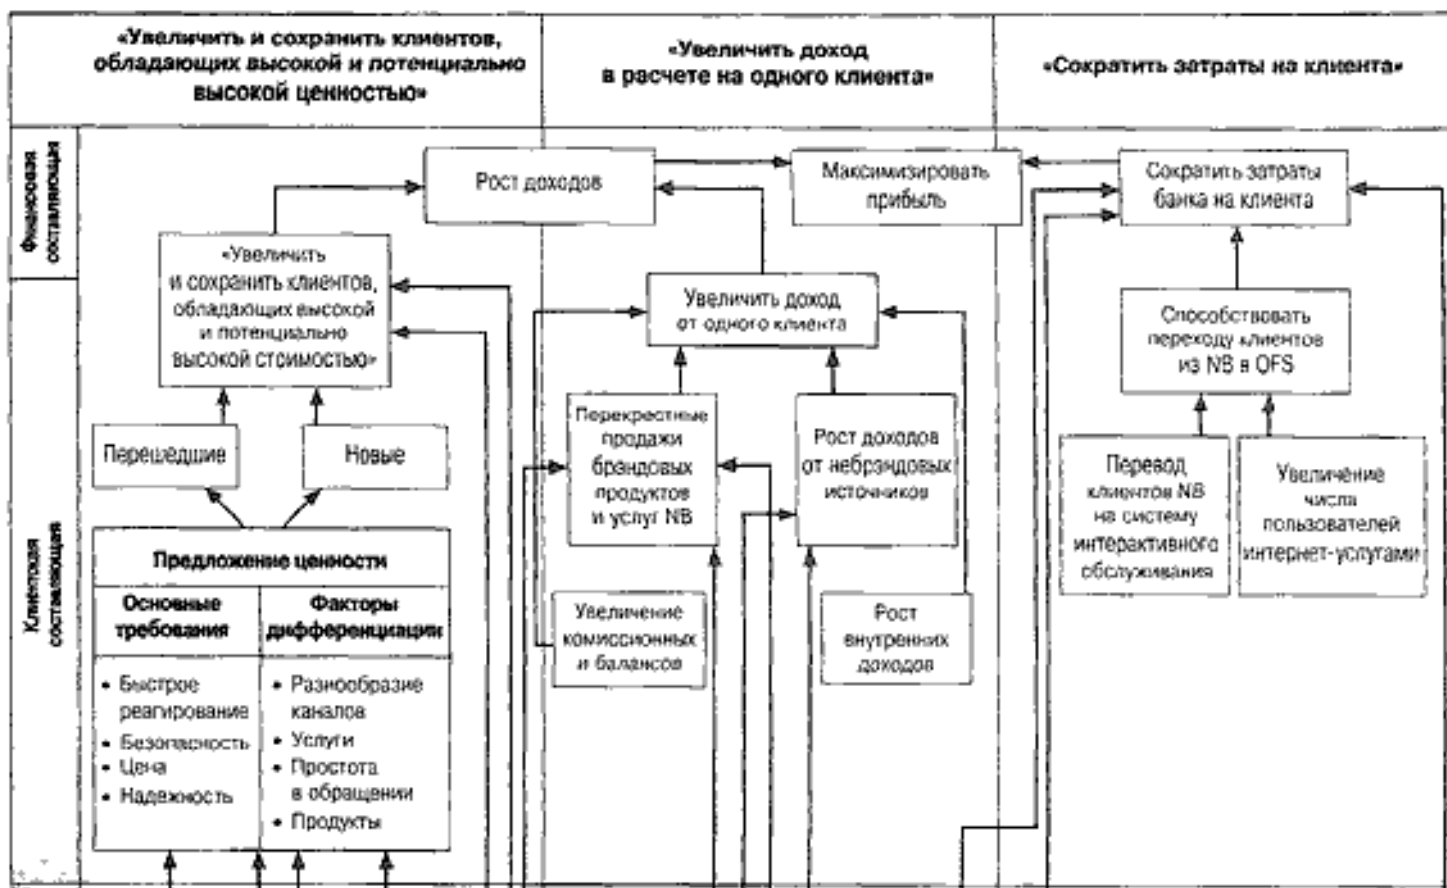 «Увеличить и сохранить клиентов,
обладающих высокой и потенциально
высокой ценностью»
«Увеличить доход
в расчете на одного клиента»
«Сократить затраты на клиента»
Финансовая
составляющая
Рост доходов
Максимизировать
прибыль
Сократить затраты
банка на клиента
«Увеличить
и сохранить клиентов,
обладающих высокой
и потенциально
высокой стоимостью»
Увеличить доход
от одного клиента
Способствовать
переходу клиентов
из NB в OFS
Клиентская
составляющая
Перешедшие
Новые
Перекрестные
продажи
брэндовых
продуктов
и услуг NB
Рост доходов
от небрэндовых
источников
Перевод
клиентов NB
на систему
интерактивного
обслуживания
Увеличение
числа
пользователей
интернет-услугами
Предложение ценности
Основные
требования
Факторы
дифференциации
• Быстрое
реагирование
• Безопасность
• Цена
• Надежность
• Разнообразие
каналов
• Услуги
• Простота
в обращении
• Продукты
Увеличение
комиссионных
и балансов
Рост
внутренних
доходов